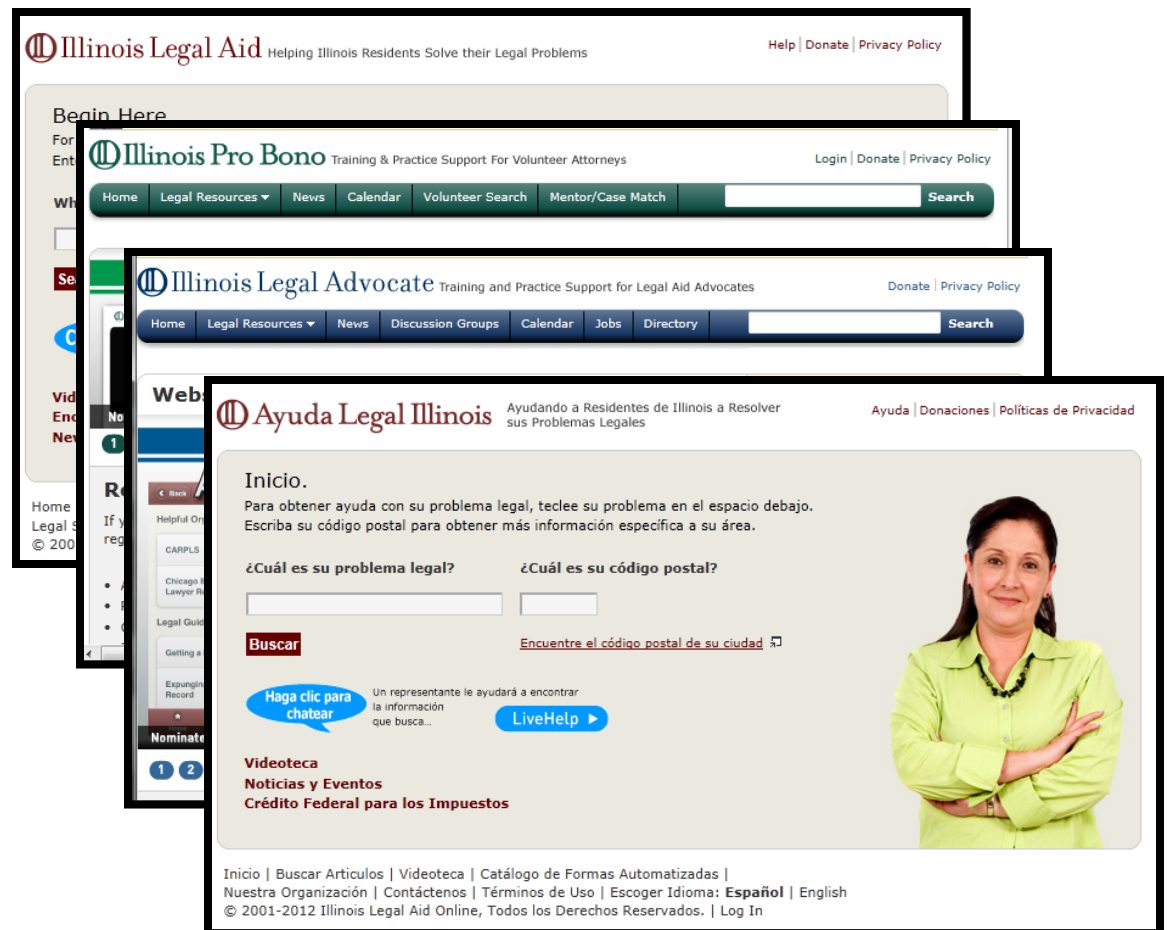 Illinois Legal Aid Helping Illinois Residents Solve their Legal Problems
Help | Donate | Privacy Policy
Begin Here
For
Home
© 200
Illinois Pro Bono Training & Practice Support For Volunteer Attorneys
Login | Donate | Privacy Policy
Home Legal Resources ▼ News Calendar Volunteer Search Mentor/Case Match Search
1
If y
Illinois Legal Advocate Training and Practice Support for Legal Aid Advocates
Donate | Privacy Policy
Home Legal Resources ▼ News Discussion Groups Calendar Jobs Directory Search
Back
Helpful
CARPLS
Chicago
Lawyer
Legal
Getting a
Record
1 2
Ayuda Legal Illinois Ayudando a Residentes de Illinois a Resolver
sus Problemas Legales
Ayuda | Donaciones | Políticas de Privacidad
Inicio.
Para obtener ayuda con su problema legal, teclee su problema en el espacio debajo.
Escriba su código postal para obtener más información específica a su área.
¿Cuál es su problema legal? ¿Cuál es su código postal?
Buscar Encuentre el código postal de su ciudad
Haga clic para
chatear
Un representante le ayudará a encontrar
la información
que busca...
LiveHelp ►
Videoteca
Noticias y Eventos
Crédito Federal para los Impuestos
Inicio | Buscar Articulos | Videoteca | Catálogo de Formas Automatizadas |
Nuestra Organización | Contáctenos | Términos de Uso | Escoger Idioma: Español | English
© 2001-2012 Illinois Legal Aid Online, Todos los Derechos Reservados. | Log In